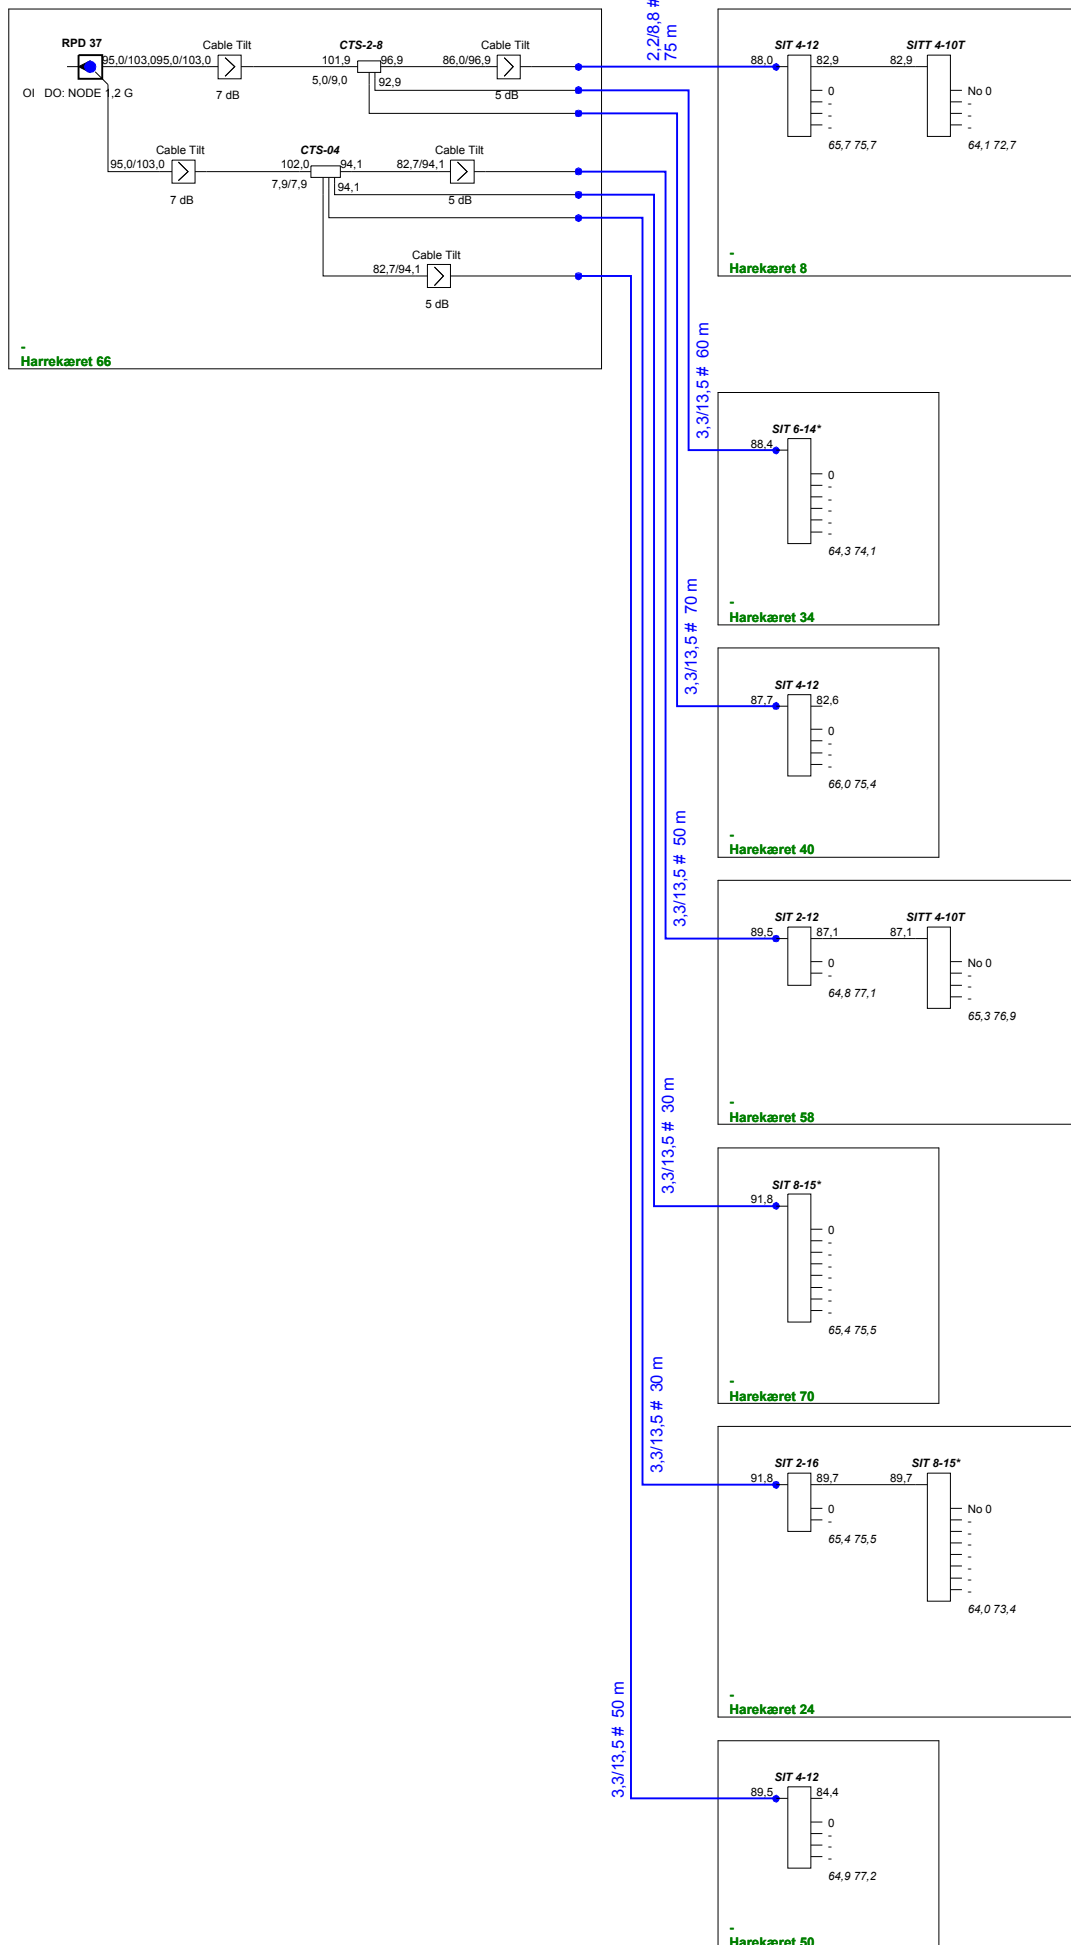 RPD 37
95,0/103,0
95,0/103,0
OI DO: NODE 1,2 G
Cable Tilt
7 dB
CTS-2-8
101,9
96,9
5,0/9,0
92,9
Cable Tilt
86,0/96,9
5 dB
95,0/103,0
Cable Tilt
7 dB
CTS-04
102,0
94,1
7,9/7,9
94,1
Cable Tilt
82,7/94,1
5 dB
Cable Tilt
82,7/94,1
5 dB
-
Harrekæret 66
2,2/8,8 #
75 m
SIT 4-12
88,0
82,9
0
-
-
-
65,7 75,7
SITT 4-10T
82,9
No 0
-
-
-
64,1 72,7
-
Harekæret 8
3,3/13,5 # 60 m
SIT 6-14*
88,4
0
-
-
-
-
-
64,3 74,1
-
Harekæret 34
3,3/13,5 # 70 m
SIT 4-12
87,7
82,6
0
-
-
-
66,0 75,4
-
Harekæret 40
3,3/13,5 # 50 m
SIT 2-12
89,5
87,1
0
-
64,8 77,1
SITT 4-10T
87,1
No 0
-
-
-
65,3 76,9
-
Harekæret 58
3,3/13,5 # 30 m
SIT 8-15*
91,8
0
-
-
-
-
-
-
-
65,4 75,5
-
Harekæret 70
3,3/13,5 # 30 m
SIT 2-16
91,8
89,7
0
-
65,4 75,5
SIT 8-15*
89,7
No 0
-
-
-
-
-
-
-
64,0 73,4
-
Harekæret 24
3,3/13,5 # 50 m
SIT 4-12
89,5
84,4
0
-
-
-
64,9 77,2
-
Harekæret 50